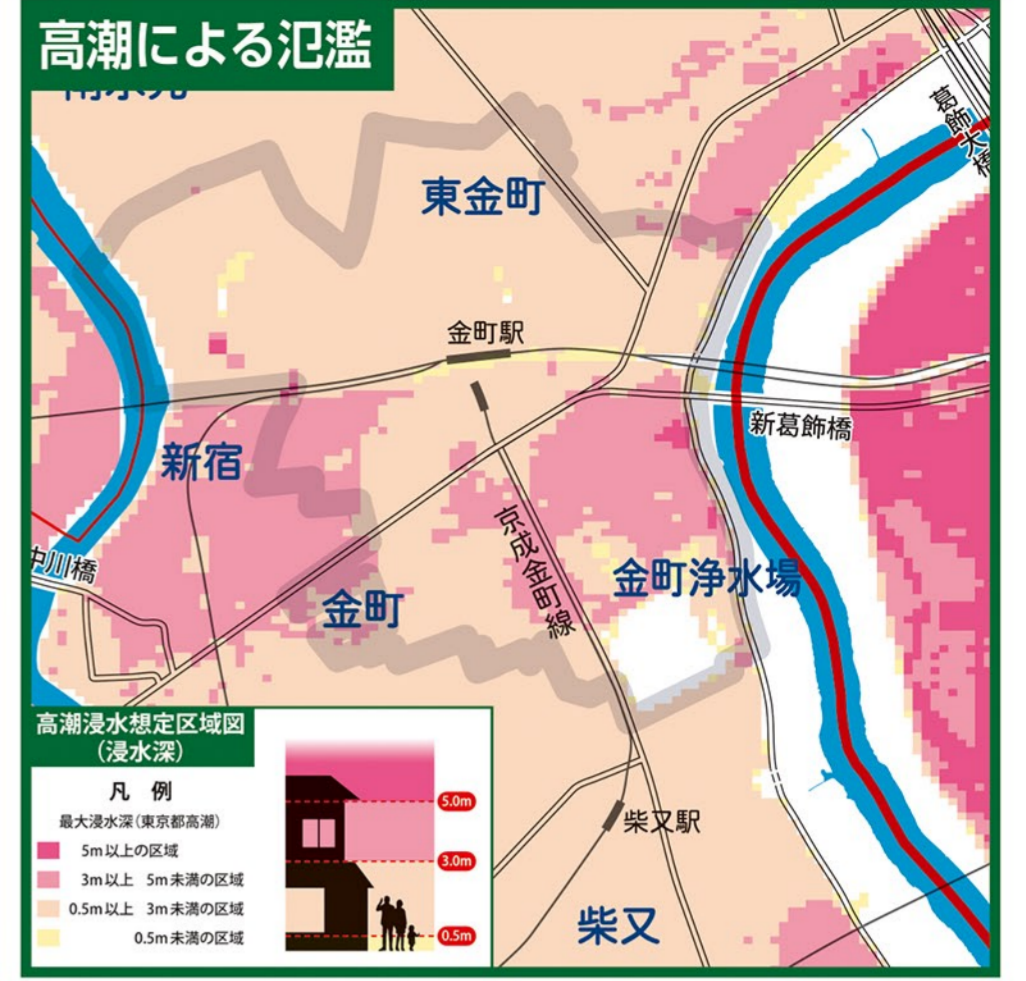 高潮による氾濫
東金町
葛飾大橋
金町駅
新葛飾橋
新宿
京成金町線
金町浄水場
中川橋
金町
高潮浸水想定区域図
(浸水深)
凡 例
最大浸水深(東京都高潮)
5m以上の区域
3m以上 5m未満の区域
0.5m以上 3m未満の区域
0.5m未満の区域
5.0m
3.0m
0.5m
柴又駅
柴又